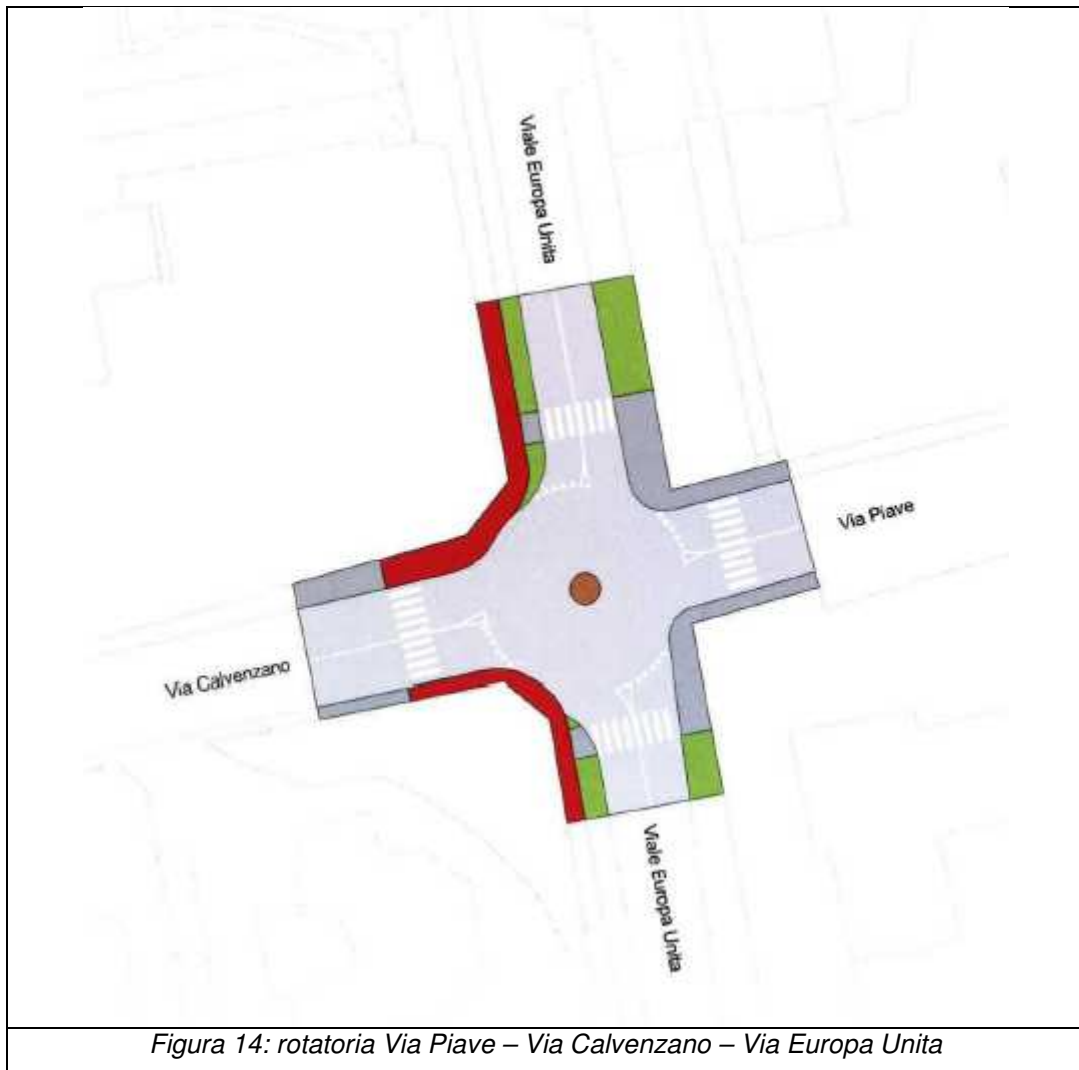 Viale Europa Unita
Via Piave
Via Calvenzano
Viale Europa Unita
Figura 14: rotatoria Via Piave – Via Calvenzano – Via Europa Unita